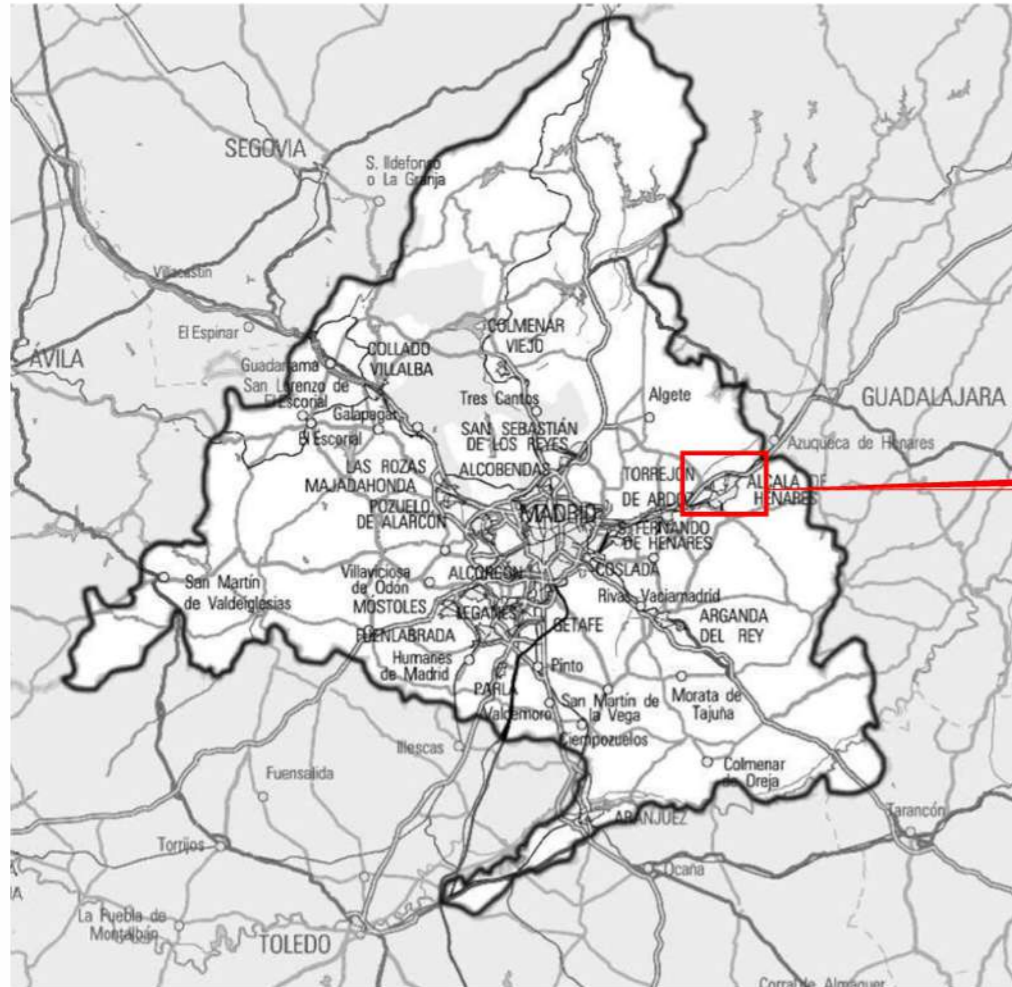 SEGOVIA
S. Ildefonso
o La Granja
Villacastín
El Espinar
ÁVILA
Guadarrama
COLLADO
VILLALBA
San Lorenzo de
El Escorial
El Escorial
Galapagar
COLMENAR
VIEJO
Tres Cantos
Algete
GUADALAJARA
Azuqueca de Henares
SAN SEBASTIÁN
DE LOS REYES
ALCOBENDAS
LAS ROZAS
MAJADAHONDA
POZUELO
DE ALARCÓN
MADRID
TORREJÓN
DE ARDOZ
ALCALA DE
HENARES
S. FERNANDO
DE HENARES
COSLADA
San Martín
de Valdeiglesias
Villaviciosa
de Odón
ALCORCÓN
MÓSTOLES
LEGANÉS
GETAFE
Rivas Vaciamadrid
ARGANDA
DEL REY
FUENLABRADA
Humanes
de Madrid
Pinto
PARLA
Valdemoro
San Martín de
la Vega
Morata de
Tajuña
Ciempozuelos
Illescas
Fuensalida
Colmenar
de Oreja
ARANJUEZ
Tarancón
Torrijos
Ocaña
La Puebla de
Montalbán
TOLEDO
Corral de Almaguer